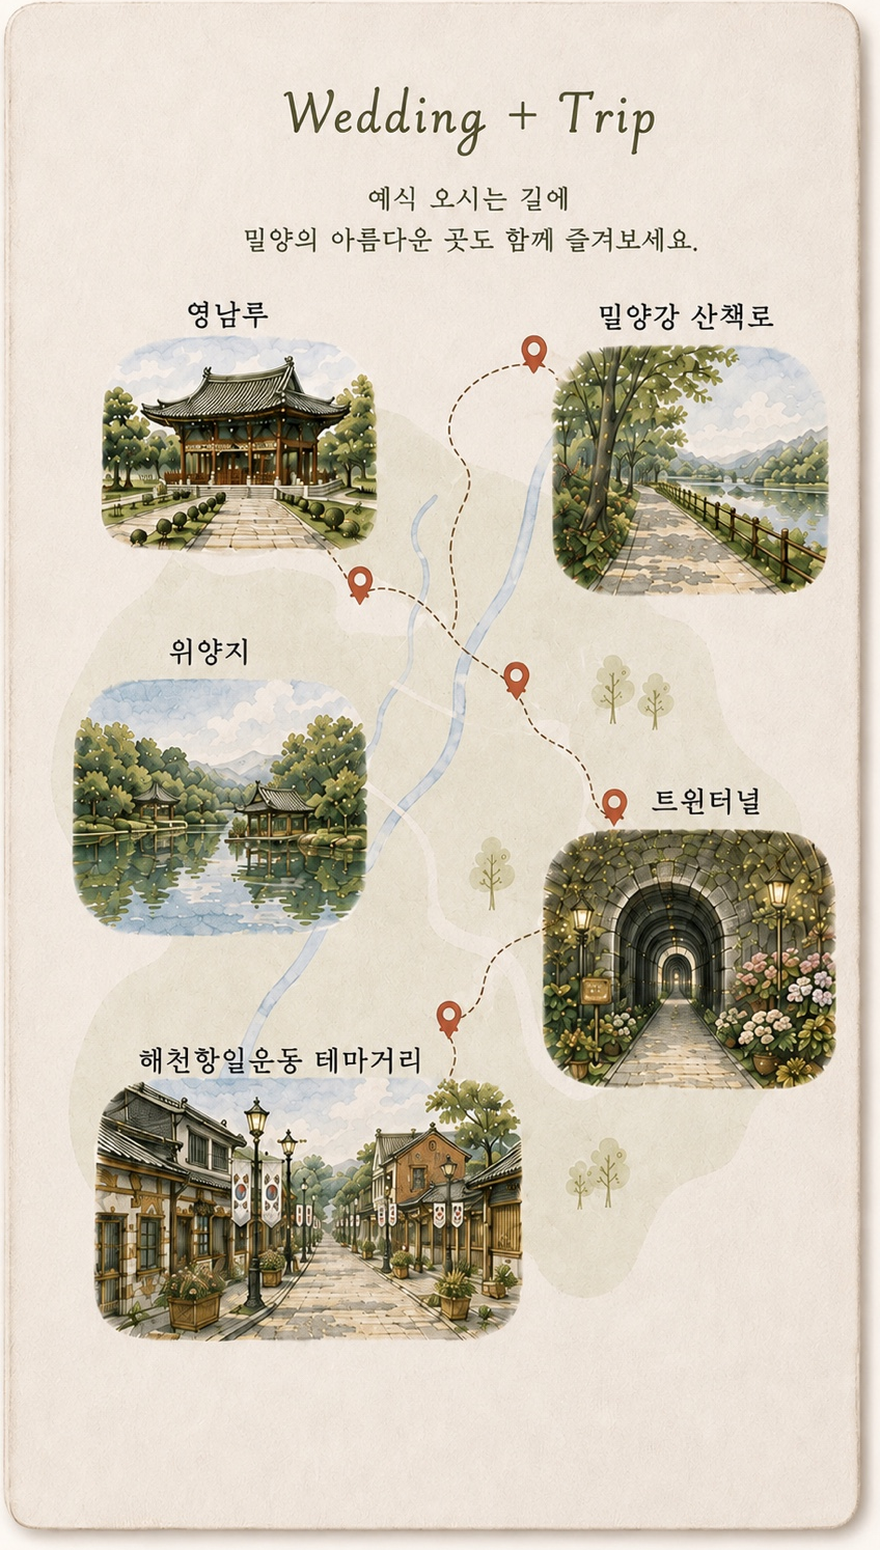 Wedding + Trip
예식 오시는 길에
밀양의 아름다운 곳도 함께 즐겨보세요.
영남루
밀양강 산책로
위양지
트윈터널
해천항일운동 테마거리